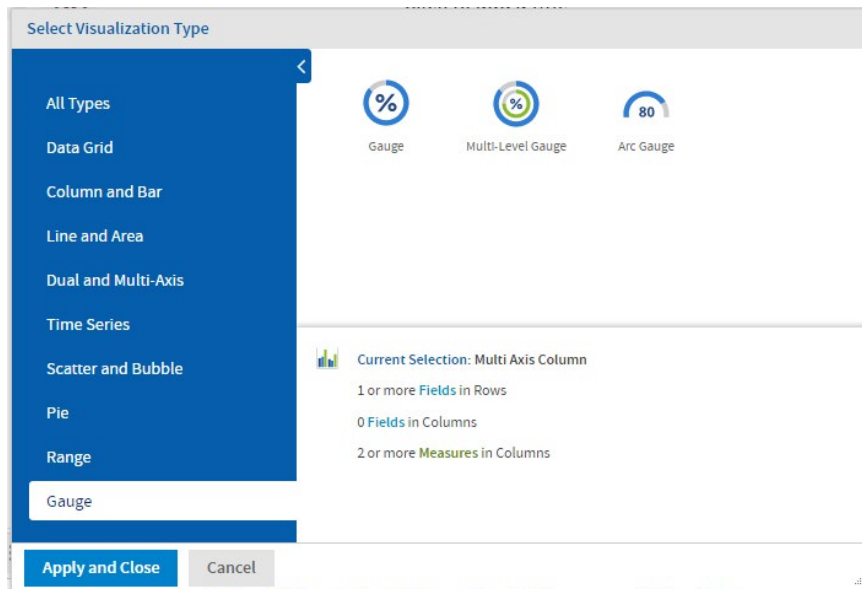 Select Visualization Type
<
All Types
Data Grid
Column and Bar
Line and Area
Dual and Multi-Axis
Time Series
Scatter and Bubble
Pie
Range
Gauge
%
%
80
Gauge
Multi-Level Gauge
Arc Gauge
Current Selection: Multi Axis Column
1 or more Fields in Rows
0 Fields in Columns
2 or more Measures in Columns
Apply and Close
Cancel